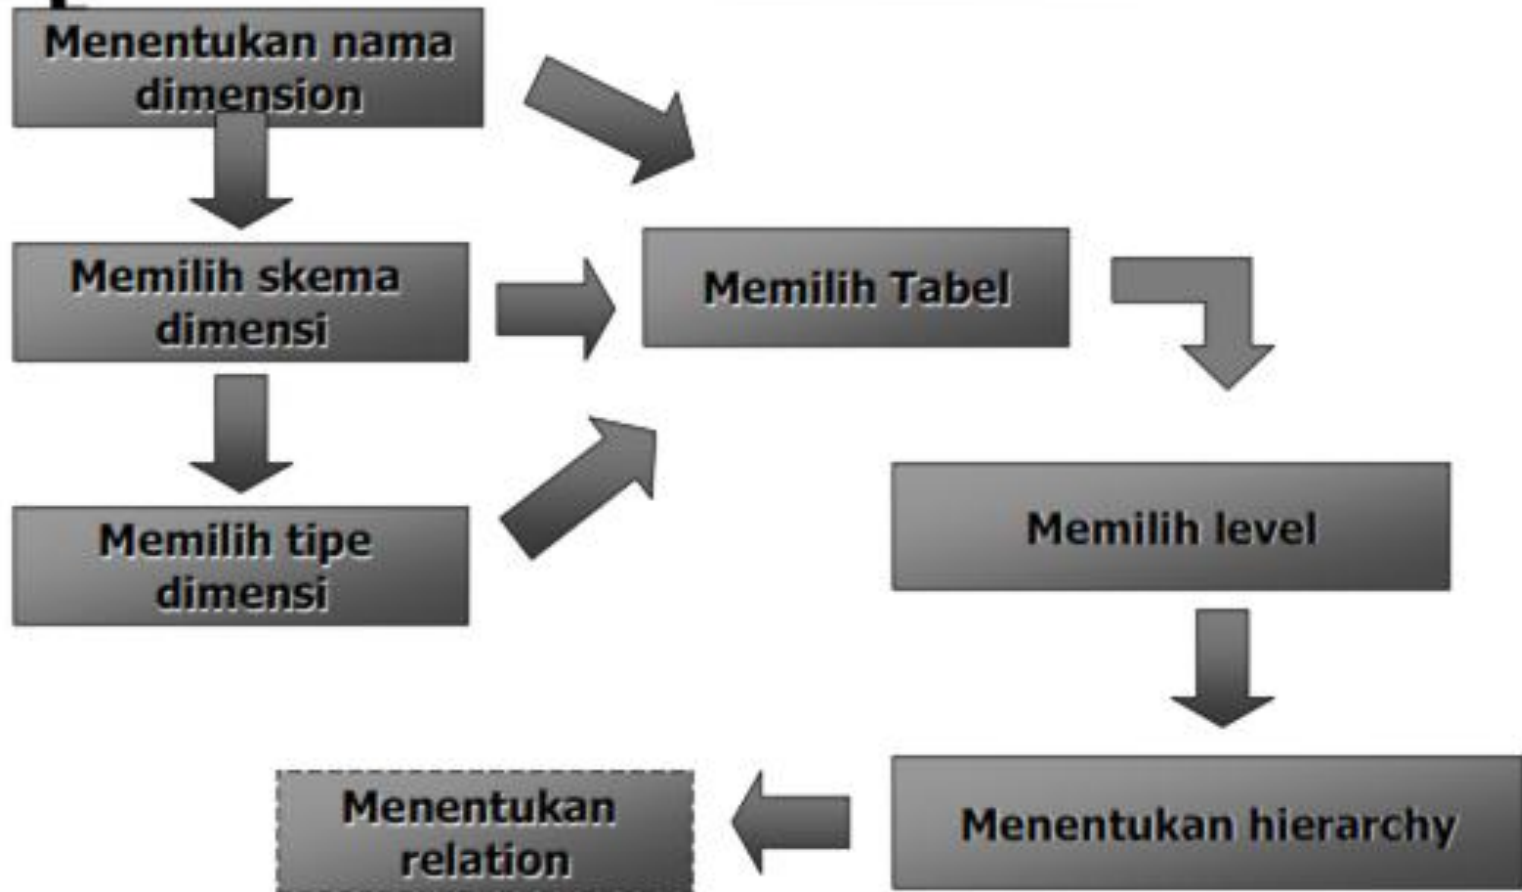 Menentukan nama
dimension
Memilih skema
dimensi
Memilih Tabel
Memilih tipe
dimensi
Memilih level
Menentukan hierarchy
Menentukan
relation